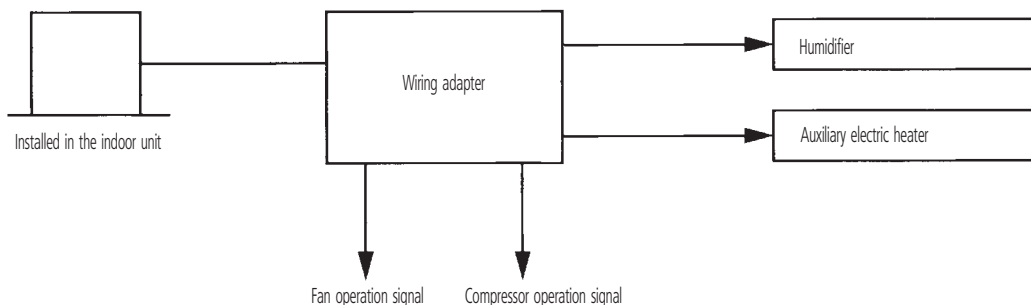 Humidifier
Wiring adapter
Auxiliary electric heater
Installed in the indoor unit
Fan operation signal
Compressor operation signal